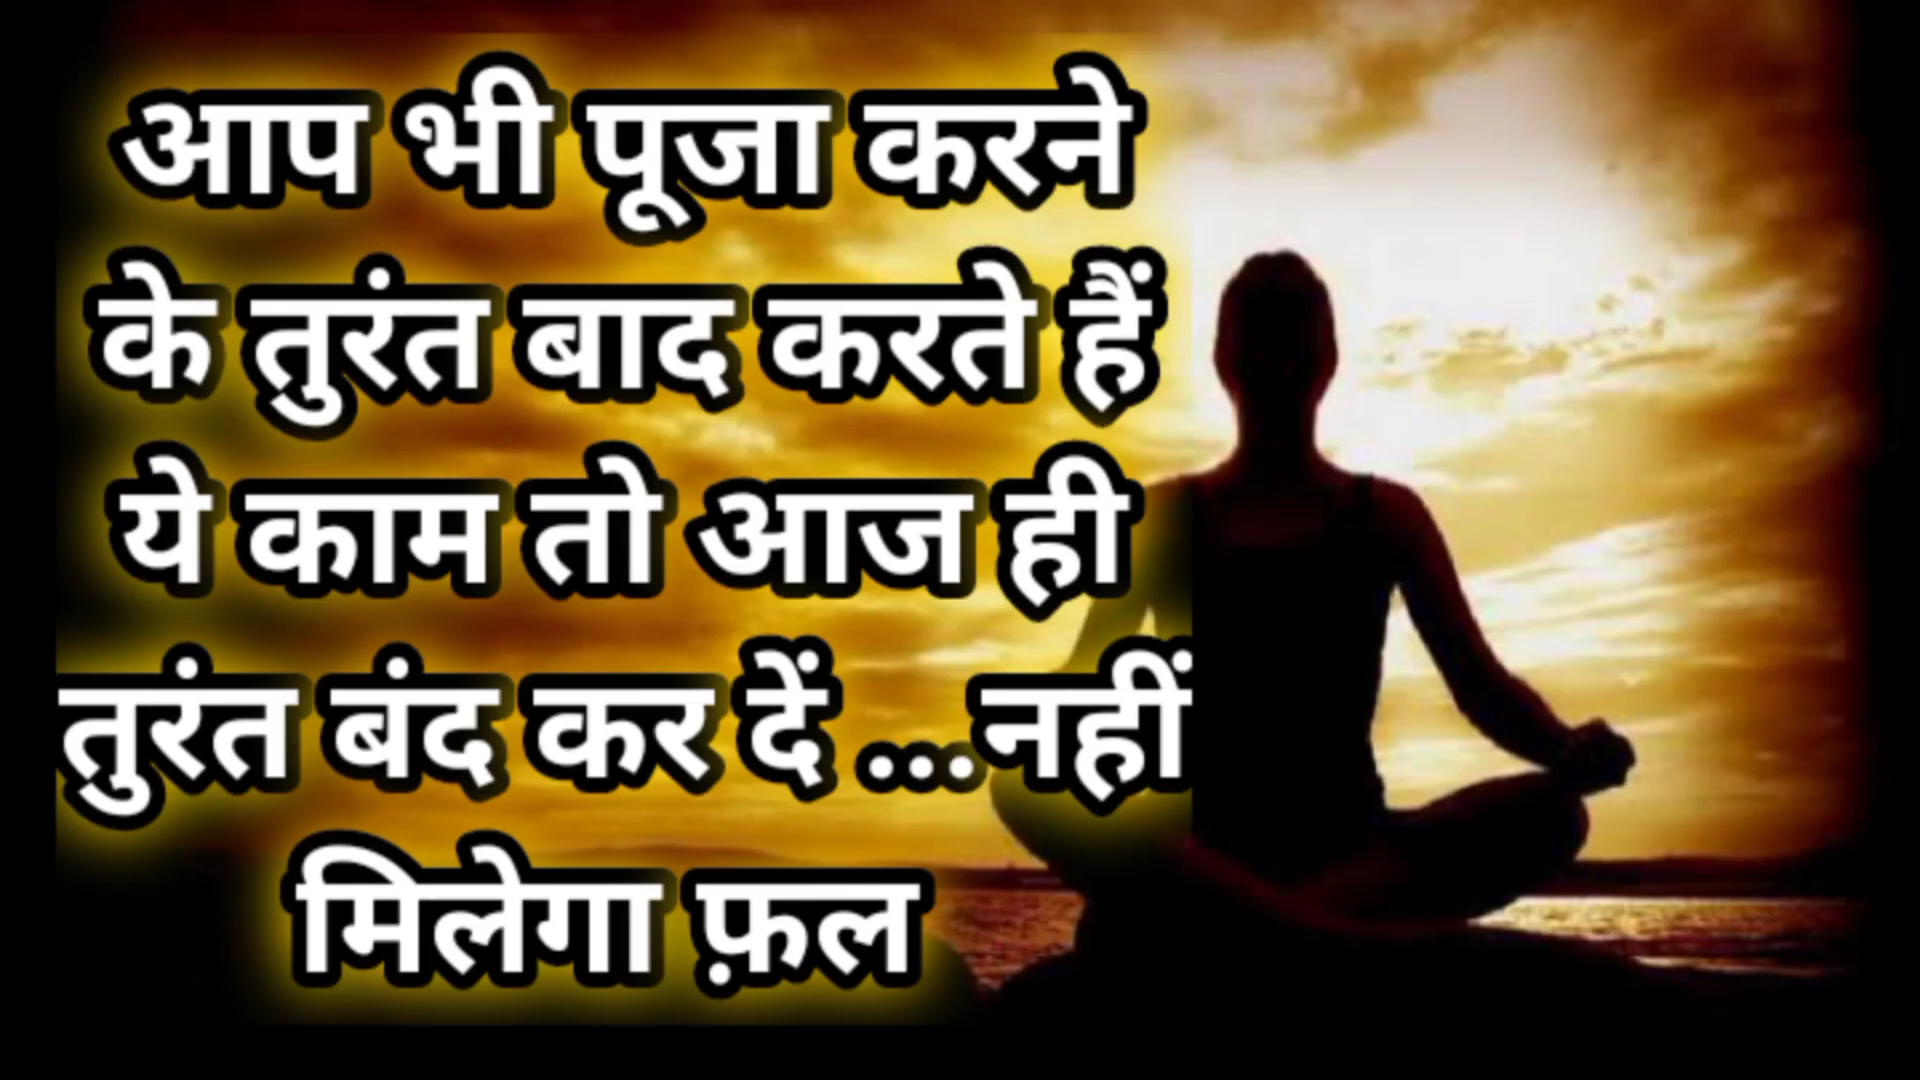 आप भी पूजा करने
के तुरंत बाद करते हैं
ये काम तो आज ही
तुरंत बंद कर दें ...नहीं
मिलेगा फ़ल